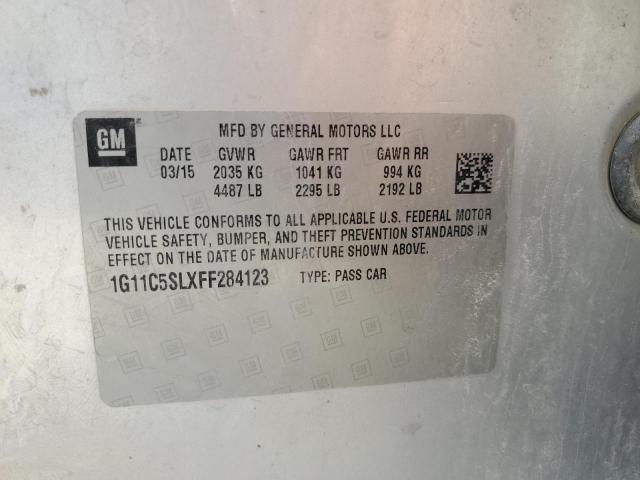 GM
MFD BY GENERAL MOTORS LLC
DATE GVWR GAWR FRT GAWR RR
03/15 2035 KG 1041 KG 994 KG
4487 LB 2295 LB 2192 LB
THIS VEHICLE CONFORMS TO ALL APPLICABLE U.S. FEDERAL MOTOR
VEHICLE SAFETY, BUMPER, AND THEFT PREVENTION STANDARDS IN
EFFECT ON THE DATE OF MANUFACTURE SHOWN ABOVE.
1G11C5SLXFF284123 TYPE: PASS CAR